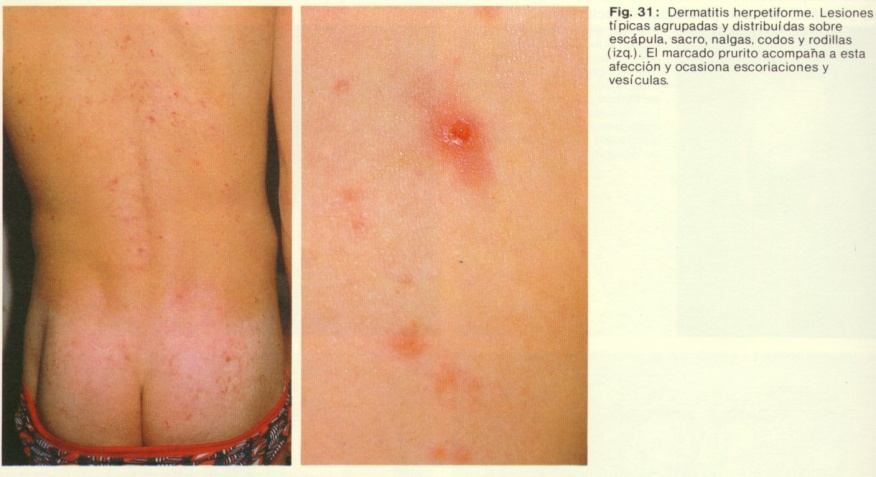 Fig. 31: Dermatitis herpetiforme. Lesiones
típicas agrupadas y distribuídas sobre
escápula, sacro, nalgas, codos y rodillas
(izq.). El marcado prurito acompaña a esta
afección y ocasiona escoriaciones y
vesículas.